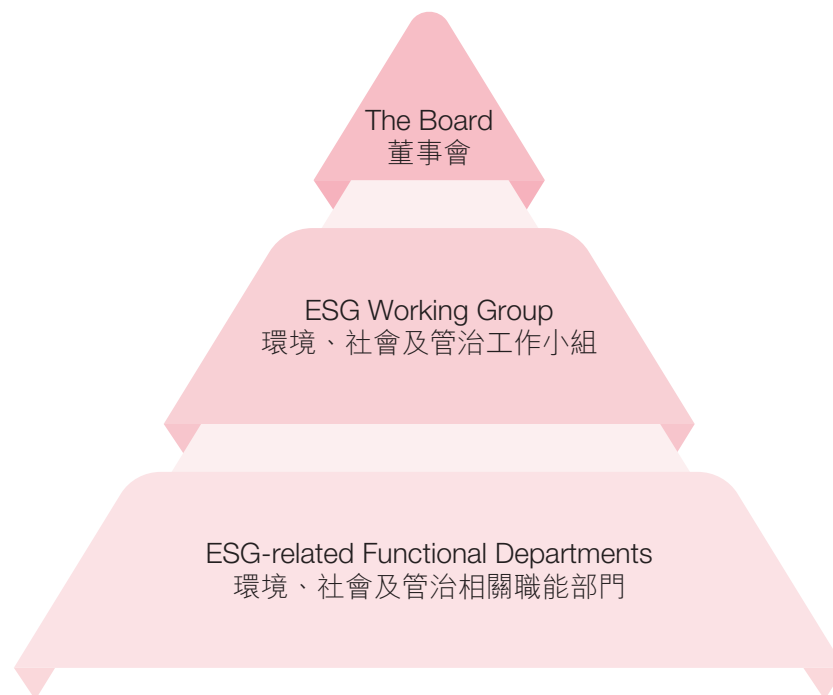 The Board
董事會
ESG Working Group
環境、社會及管治工作小組
ESG-related Functional Departments
環境、社會及管治相關職能部門